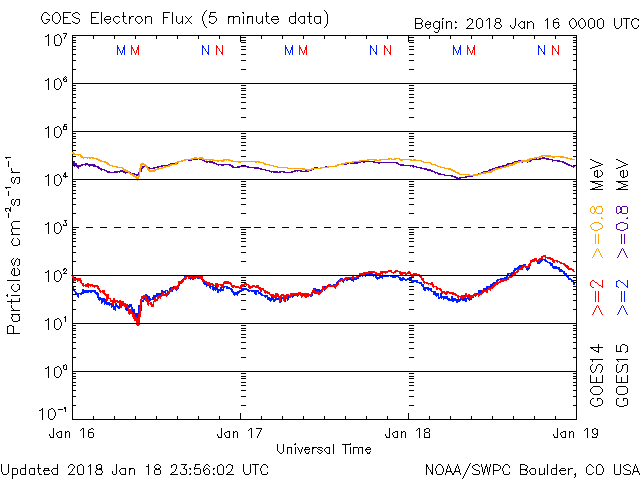 GOES Electron Flux (5 minute data)
Begin: 2018 Jan 16 0000 UTC
M M N N M M N N M M N N
10⁷
10⁶
10⁵
10⁴
10³
10²
10¹
10⁰
10⁻¹
Particles cm⁻²s⁻¹sr⁻¹
Jan 16 Jan 17 Jan 18 Jan 19
Universal Time
GOES14 >=2 >=0.8 MeV
GOES15 >=2 >=0.8 MeV
Updated 2018 Jan 18 23:56:02 UTC
NOAA/SWPC Boulder, CO USA